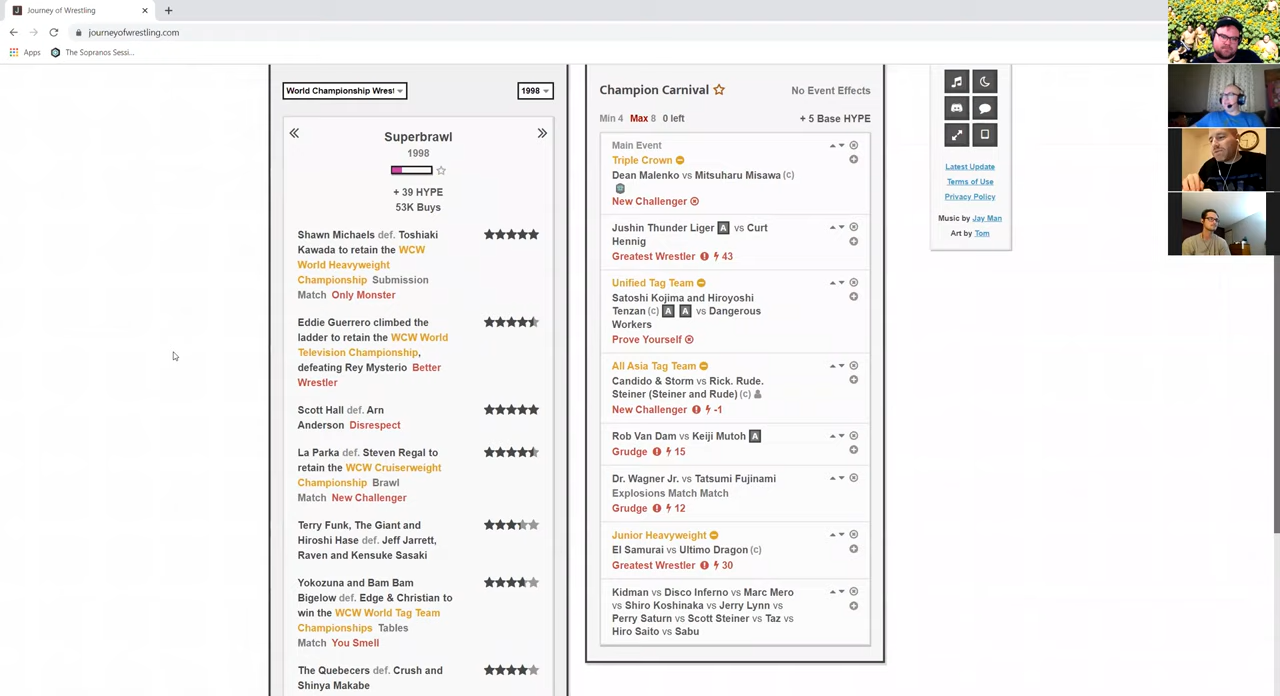 Journey of Wrestling
journeyofwrestling.com
Apps
The Sopranos Sessi...
World Championship Wrest
1998
Superbrawl
1998
+ 39 HYPE
53K Buys
Shawn Michaels def. Toshiaki
Kawada to retain the WCW
World Heavyweight
Championship Submission
Match Only Monster
Eddie Guerrero climbed the
ladder to retain the WCW World
Television Championship,
defeating Rey Mysterio Better
Wrestler
Scott Hall def. Arn
Anderson Disrespect
La Parka def. Steven Regal to
retain the WCW Cruiserweight
Championship Brawl
Match New Challenger
Terry Funk, The Giant and
Hiroshi Hase def. Jeff Jarrett,
Raven and Kensuke Sasaki
Yokozuna and Bam Bam
Bigelow def. Edge & Christian to
win the WCW World Tag Team
Championships Tables
Match You Smell
The Quebecers def. Crush and
Shinya Makabe
Champion Carnival
No Event Effects
Min 4 Max 8 0 left
+ 5 Base HYPE
Main Event
Triple Crown
Dean Malenko vs Mitsuharu Misawa (c)
New Challenger
Jushin Thunder Liger A vs Curt
Hennig
Greatest Wrestler 43
Unified Tag Team
Satoshi Kojima and Hiroyoshi
Tenzan (c) A A vs Dangerous
Workers
Prove Yourself
All Asia Tag Team
Candido & Storm vs Rick. Rude.
Steiner (Steiner and Rude) (c)
New Challenger -1
Rob Van Dam vs Keiji Mutoh A
Grudge 15
Dr. Wagner Jr. vs Tatsumi Fujinami
Explosions Match Match
Grudge 12
Junior Heavyweight
El Samurai vs Ultimo Dragon (c)
Greatest Wrestler 30
Kidman vs Disco Inferno vs Marc Mero
vs Shiro Koshinaka vs Jerry Lynn vs
Perry Saturn vs Scott Steiner vs Taz vs
Hiro Saito vs Sabu
Latest Update
Terms of Use
Privacy Policy
Music by Jay Man
Art by Tom